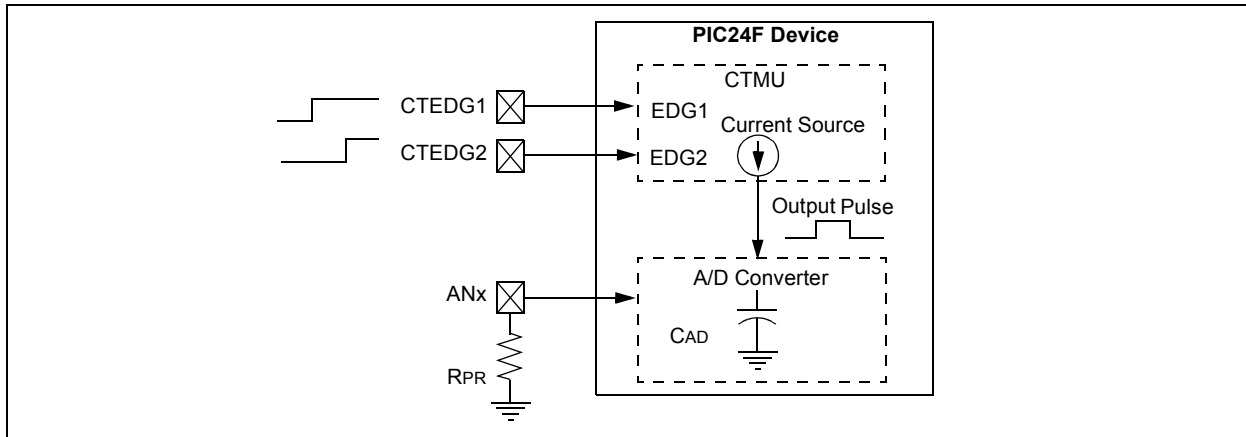 PIC24F Device
CTMU
CTEDG1
EDG1
Current Source
CTEDG2
EDG2
Output Pulse
A/D Converter
ANx
CAD
RPR